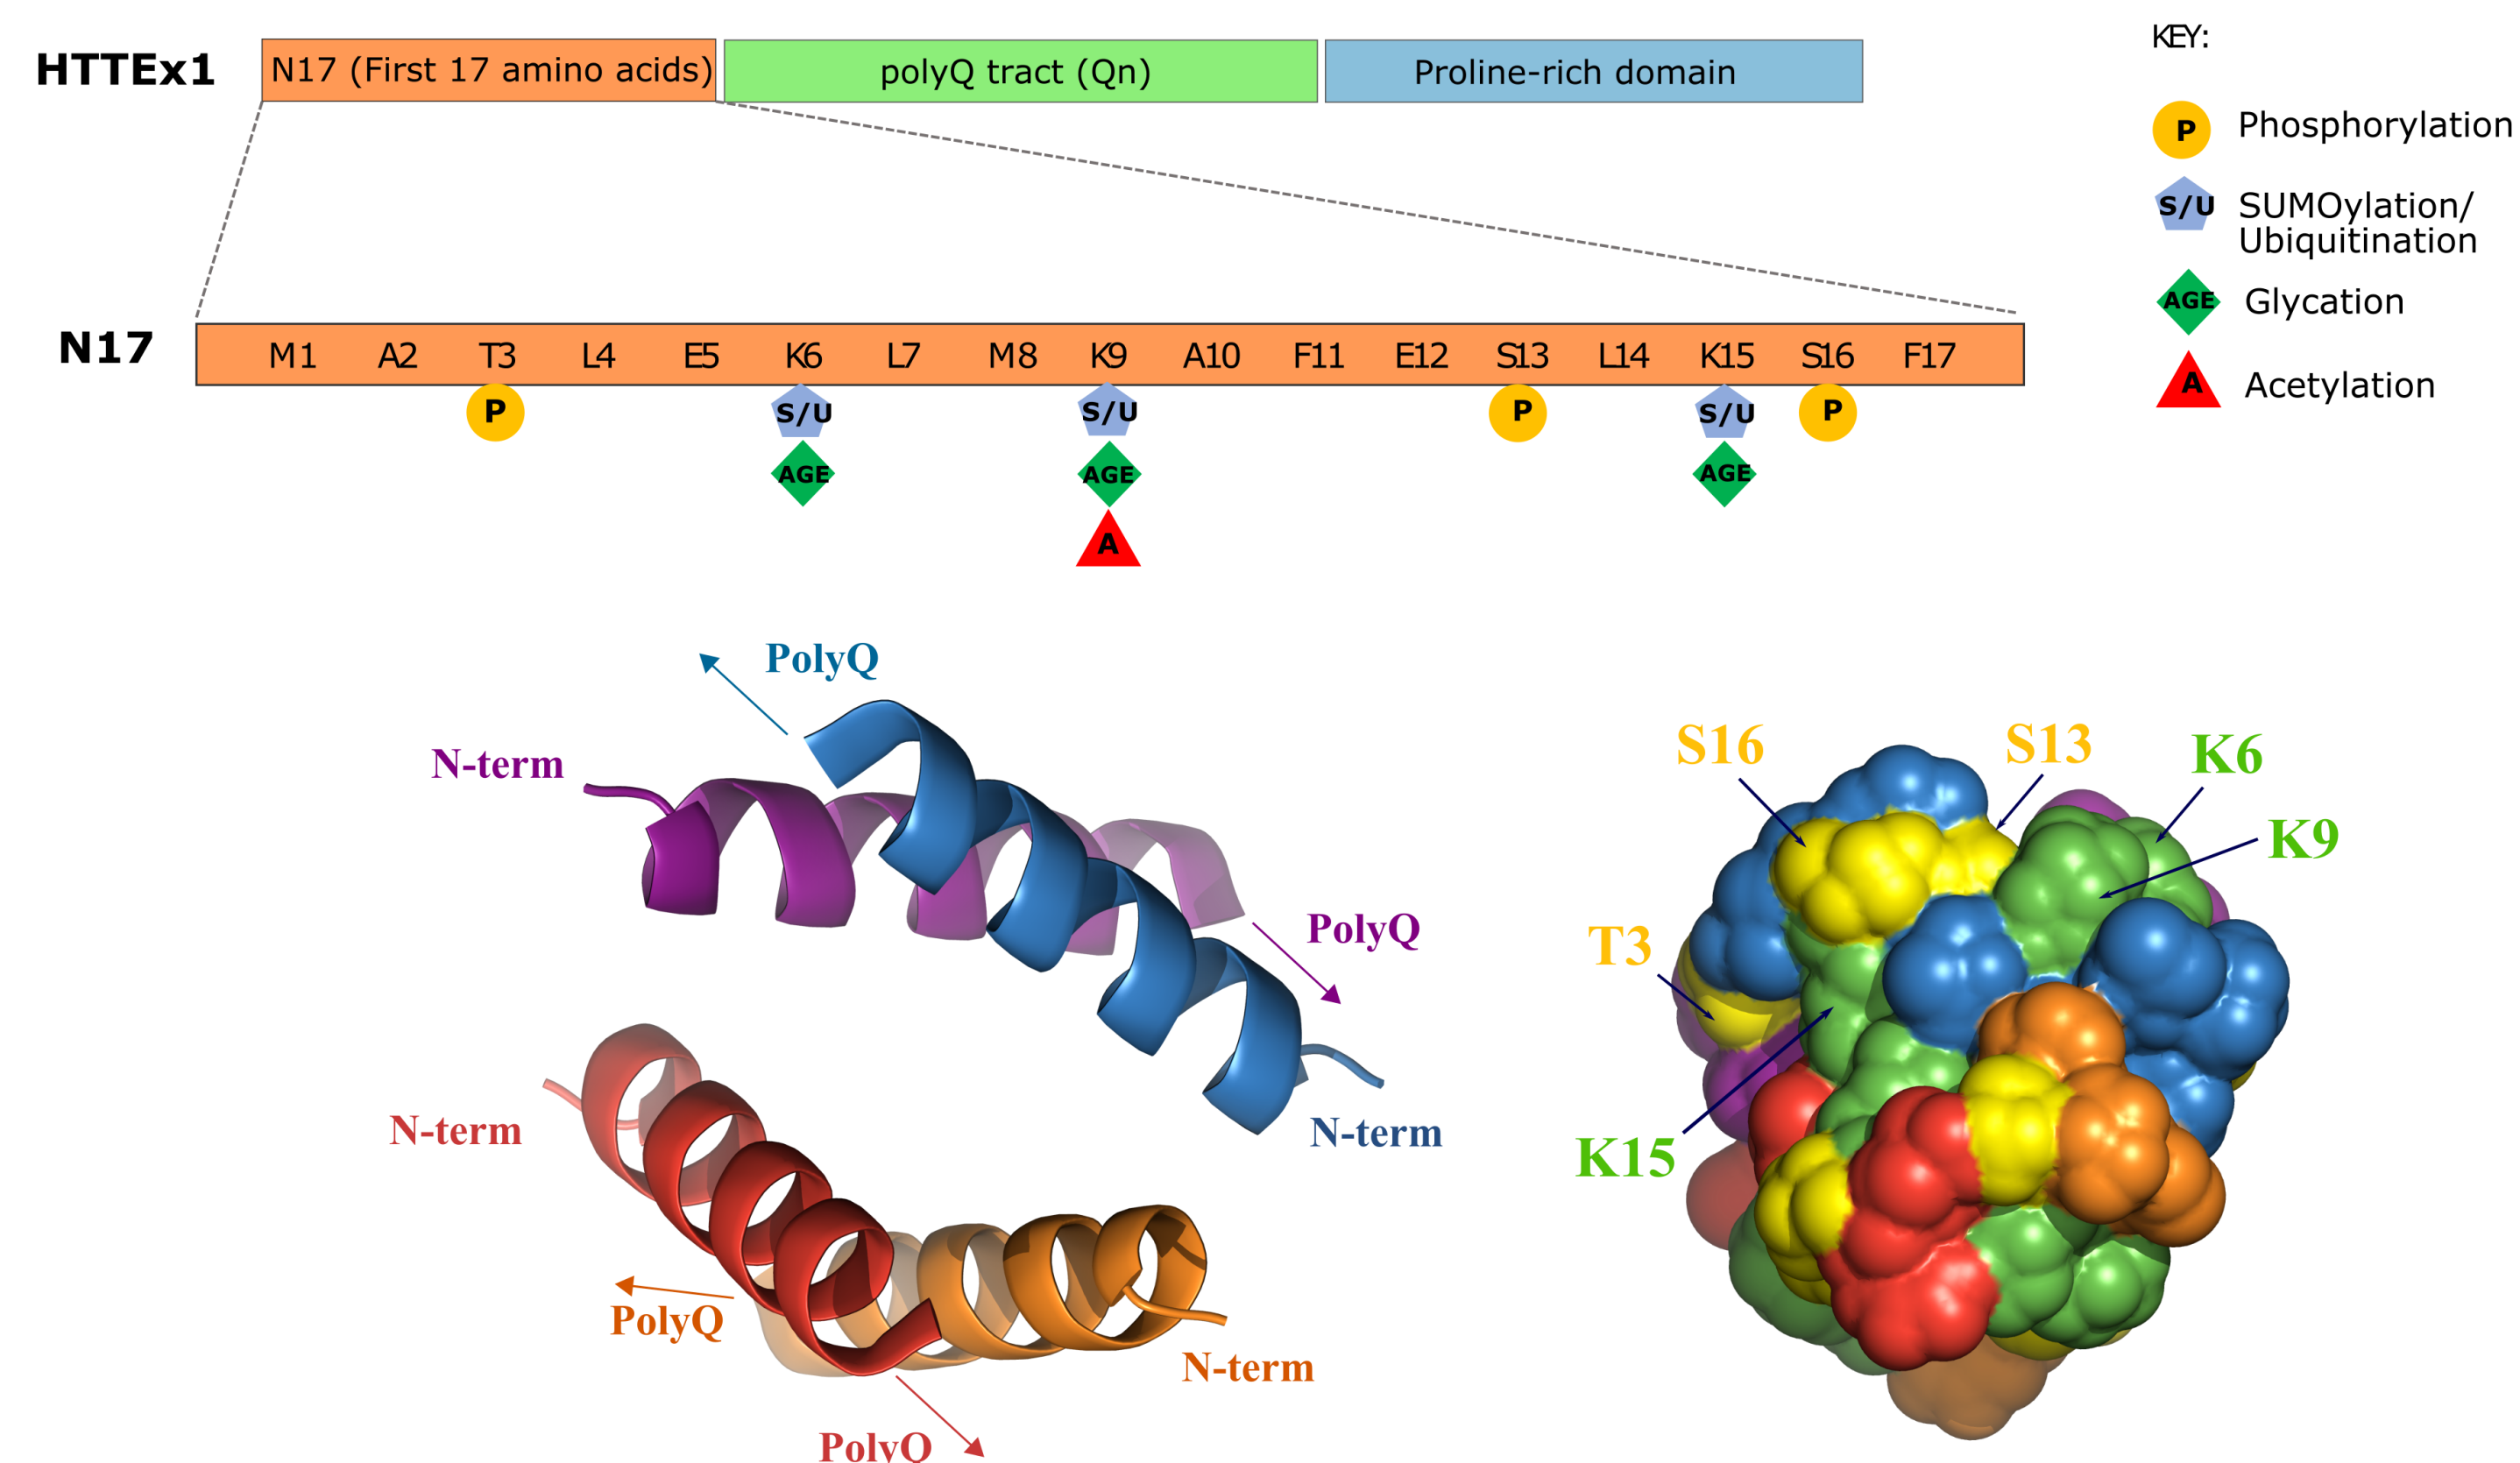 HTTEx1
N17 (First 17 amino acids)
polyQ tract (Qn)
Proline-rich domain
KEY:
P
Phosphorylation
S/U
SUMOylation/
Ubiquitination
AGE
Glycation
A
Acetylation
N17
M1 A2 T3 L4 E5 K6 L7 M8 K9 A10 F11 E12 S13 L14 K15 S16 F17
P S/U S/U P S/U P
AGE AGE AGE
A
PolyQ
N-term
PolyQ
N-term
N-term
PolyQ
N-term
PolyQ
S16
S13
K6
K9
T3
K15